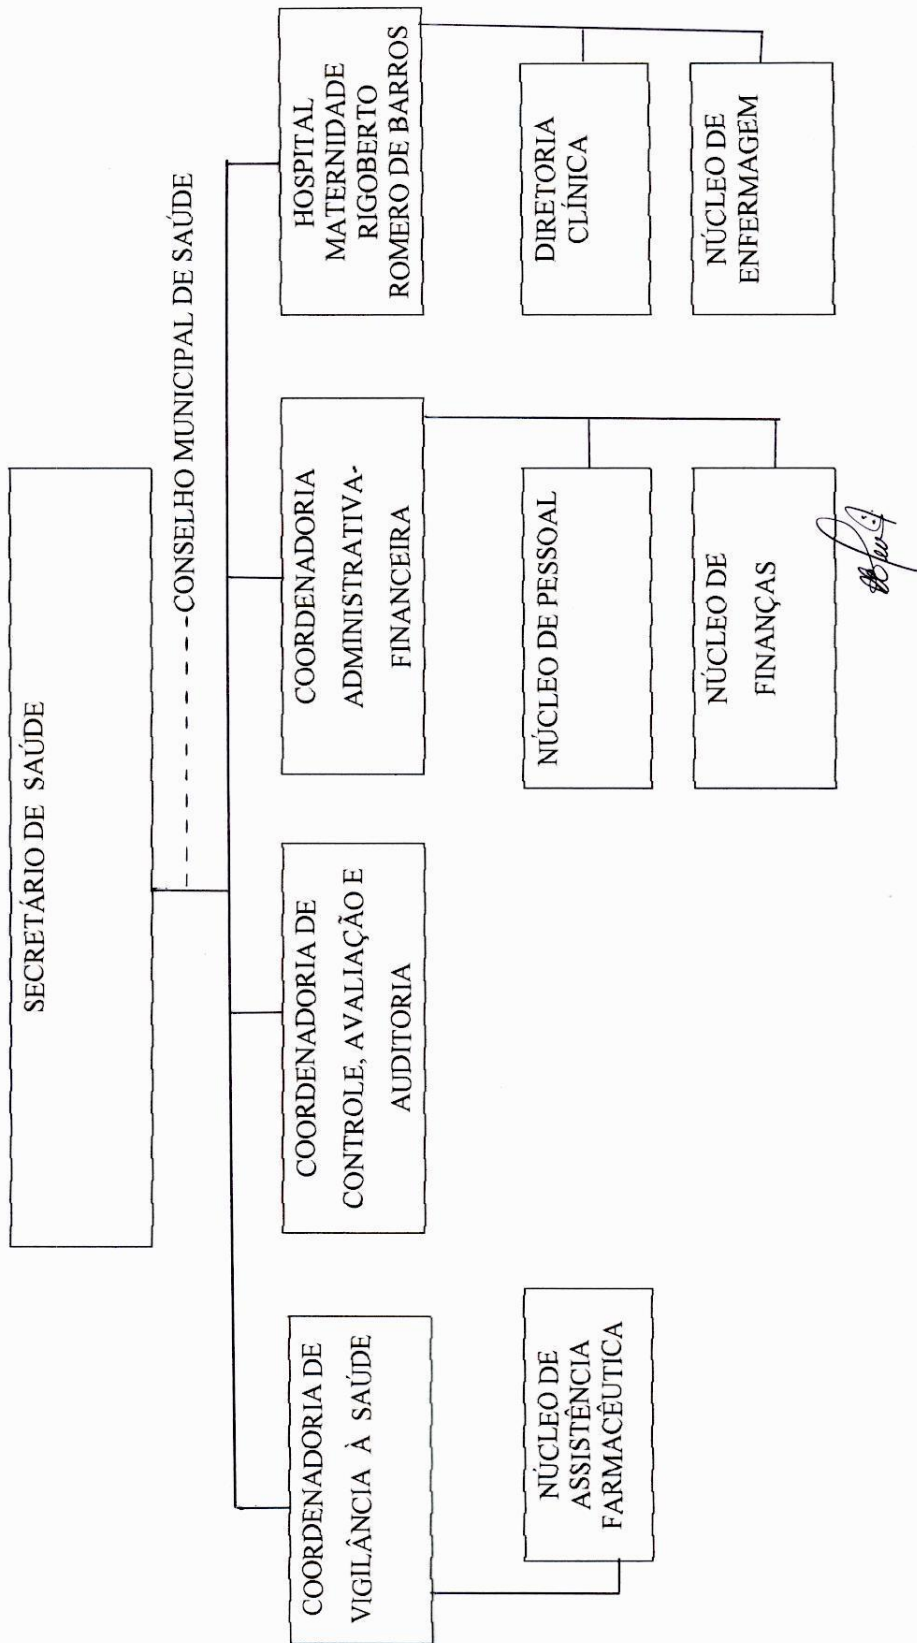 SECRETÁRIO DE SAÚDE
CONSELHO MUNICIPAL DE SAÚDE
COORDENADORIA DE
VIGILÂNCIA À SAÚDE
COORDENADORIA DE
CONTROLE, AVALIAÇÃO E
AUDITORIA
COORDENADORIA
ADMINISTRATIVA-
FINANCEIRA
HOSPITAL
MATERNIDADE
RIGOBERTO
ROMERO DE BARROS
NÚCLEO DE
ASSISTÊNCIA
FARMACÊUTICA
NÚCLEO DE PESSOAL
NÚCLEO DE
FINANÇAS
DIRETORIA
CLÍNICA
NÚCLEO DE
ENFERMAGEM